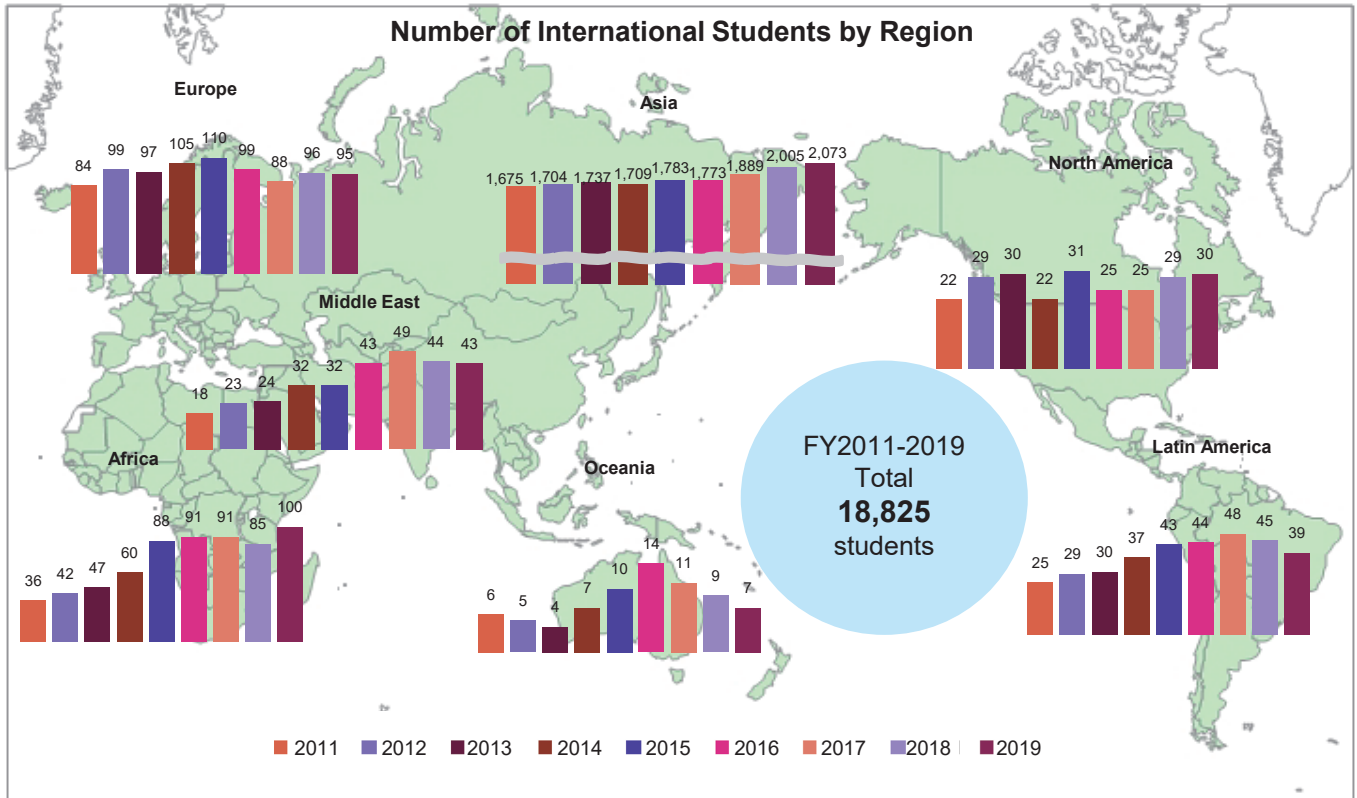 Number of International Students by Region
Europe
84 99 97 105 110 99 88 96 95
Asia
1,675 1,704 1,737 1,709 1,783 1,773 1,889 2,005 2,073
North America
22 29 30 22 31 25 25 29 30
Middle East
18 23 24 32 32 43 49 44 43
Africa
36 42 47 60 88 91 91 85 100
Oceania
6 5 4 7 10 14 11 9 7
FY2011-2019
Total
18,825
students
Latin America
25 29 30 37 43 44 48 45 39
2011 2012 2013 2014 2015 2016 2017 2018 2019